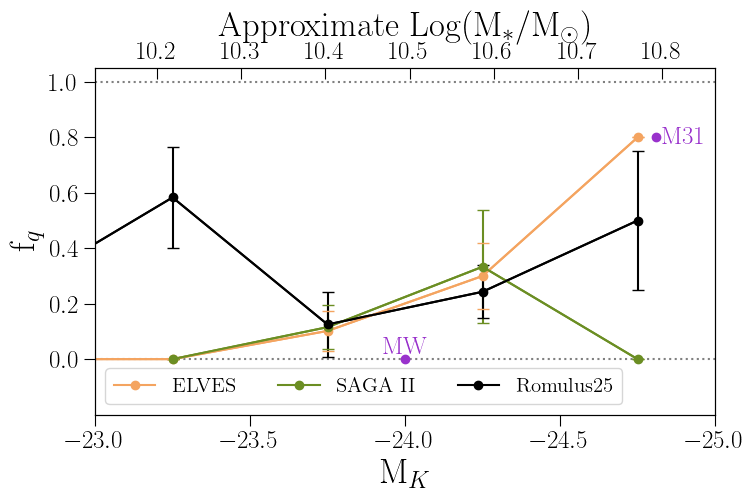 Approximate Log(M*/M☉)
10.2 10.3 10.4 10.5 10.6 10.7 10.8
1.0
M31
0.8
0.6
f_q
0.4
0.2
MW
0.0
ELVES SAGA II Romulus25
−23.0 −23.5 −24.0 −24.5 −25.0
M_K